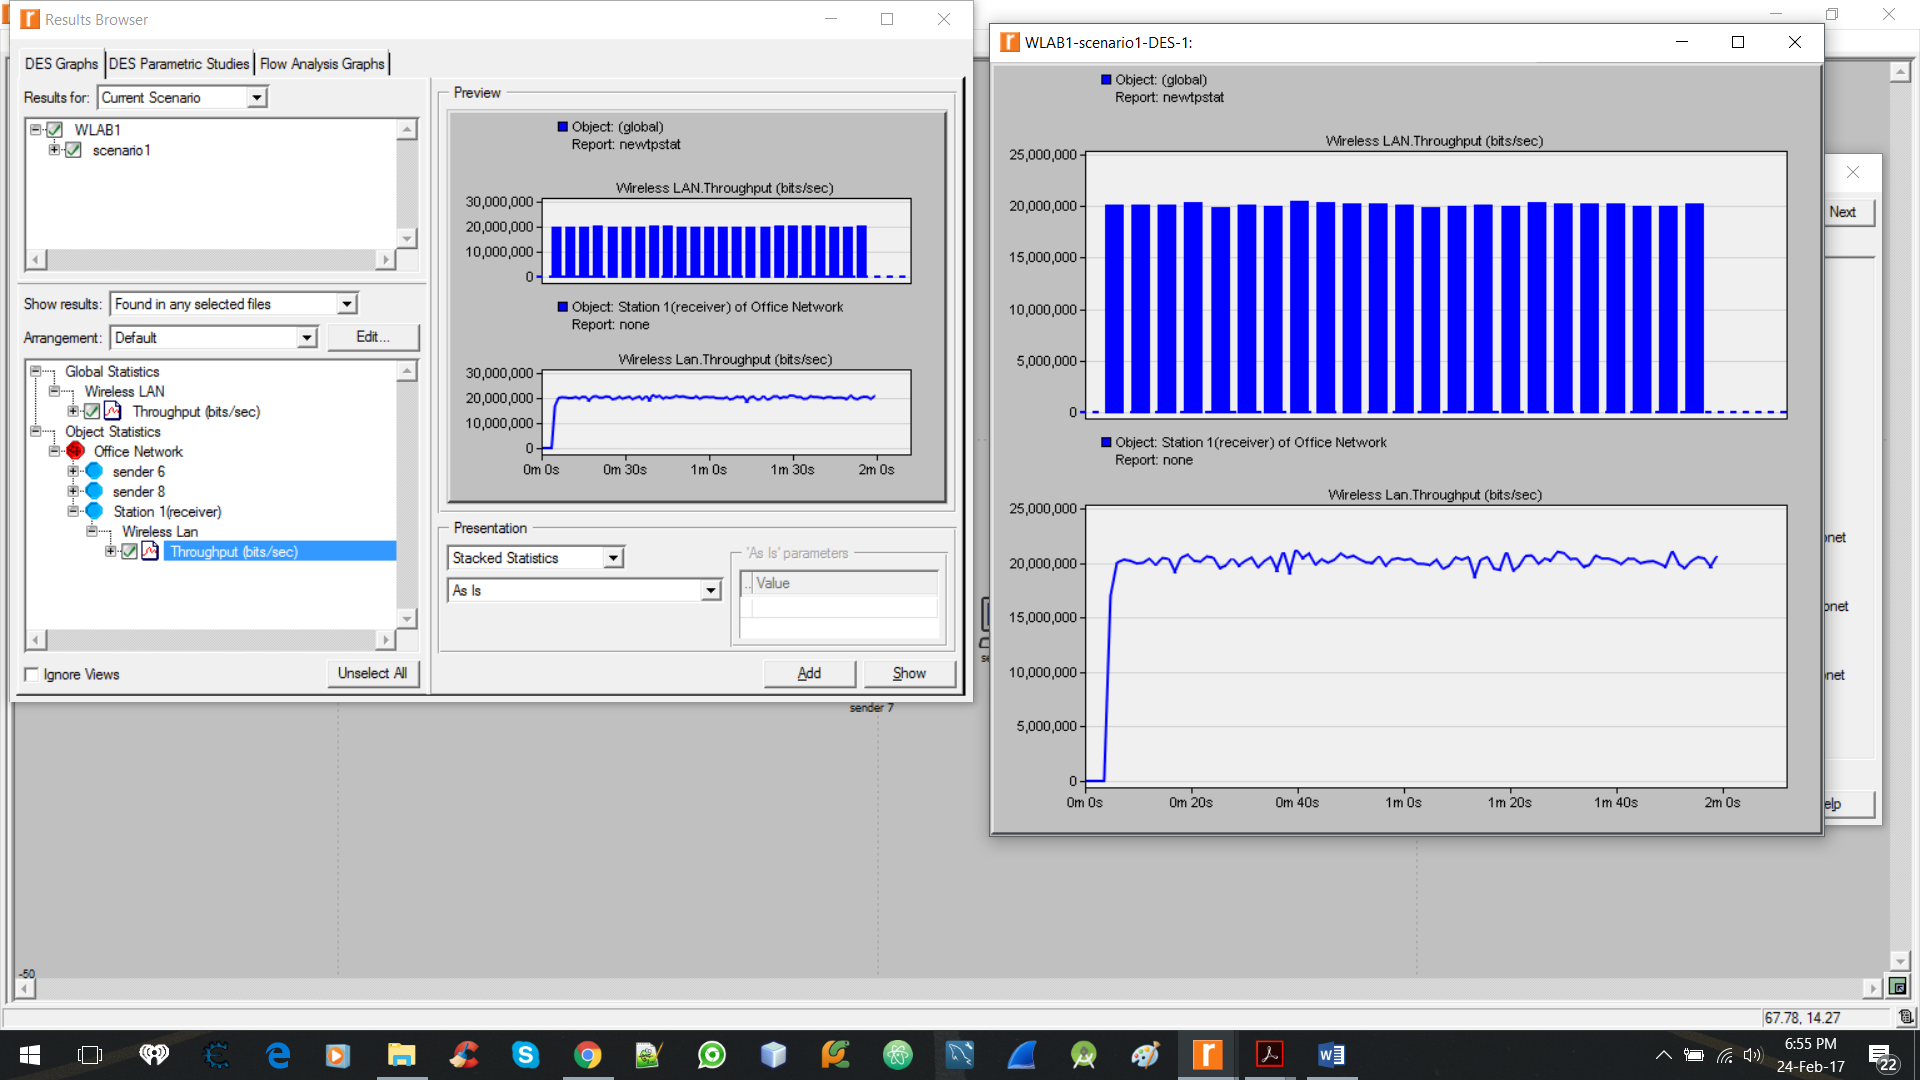 Results Browser
DES Graphs
DES Parametric Studies
Flow Analysis Graphs
Results for:
Current Scenario
WLAB1
scenario1
Show results:
Found in any selected files
Arrangement:
Default
Edit...
Global Statistics
Wireless LAN
Throughput (bits/sec)
Object Statistics
Office Network
sender 6
sender 8
Station 1(receiver)
Wireless Lan
Throughput (bits/sec)
Ignore Views
Unselect All
Preview
Object: (global)
Report: newtpstat
Wireless LAN.Throughput (bits/sec)
30,000,000
20,000,000
10,000,000
0
Object: Station 1(receiver) of Office Network
Report: none
Wireless Lan.Throughput (bits/sec)
30,000,000
20,000,000
10,000,000
0
0m 0s
0m 30s
1m 0s
1m 30s
2m 0s
Presentation
Stacked Statistics
As Is
'As Is' parameters
..
Value
Add
Show
WLAB1-scenario1-DES-1:
Object: (global)
Report: newtpstat
Wireless LAN.Throughput (bits/sec)
25,000,000
20,000,000
15,000,000
10,000,000
5,000,000
0
Object: Station 1(receiver) of Office Network
Report: none
Wireless Lan.Throughput (bits/sec)
25,000,000
20,000,000
15,000,000
10,000,000
5,000,000
0
0m 0s
0m 20s
0m 40s
1m 0s
1m 20s
1m 40s
2m 0s
Next
onet
elp
se
sender 7
-50
67.78, 14.27
6:55 PM
24-Feb-17
22